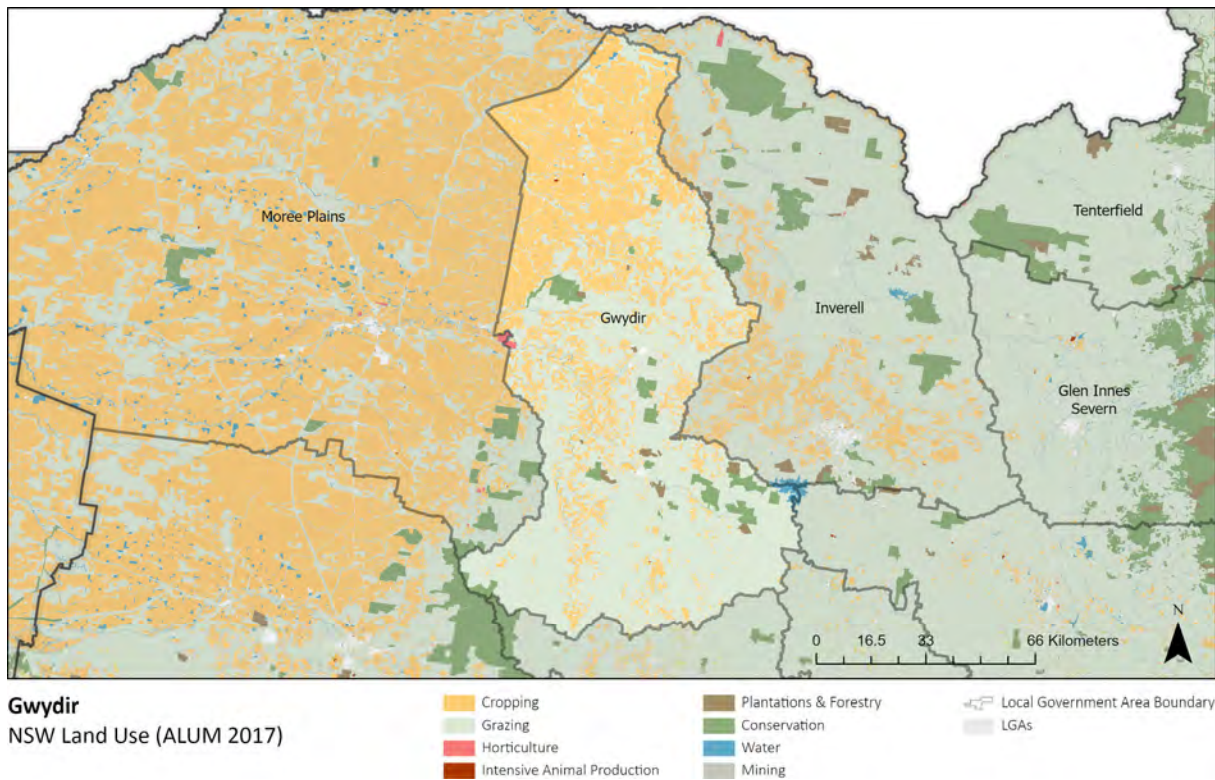 Moree Plains
Gwydir
Inverell
Tenterfield
Glen Innes
Severn
N
0 16.5 33 66 Kilometers
Gwydir
NSW Land Use (ALUM 2017)
Cropping
Grazing
Horticulture
Intensive Animal Production
Plantations & Forestry
Conservation
Water
Mining
Local Government Area Boundary
LGAs